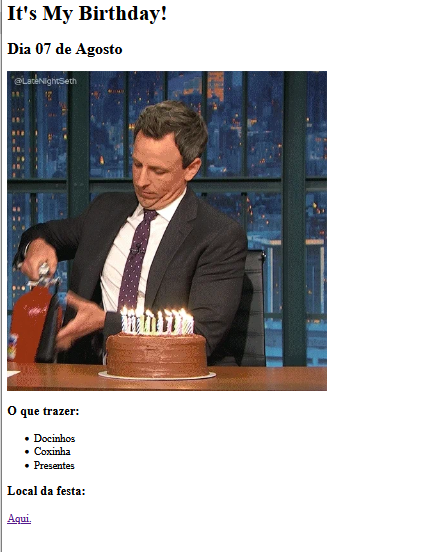 It's My Birthday!
Dia 07 de Agosto
@LateNightSeth
O que trazer:
Docinhos
Coxinha
Presentes
Local da festa:
Aqui.